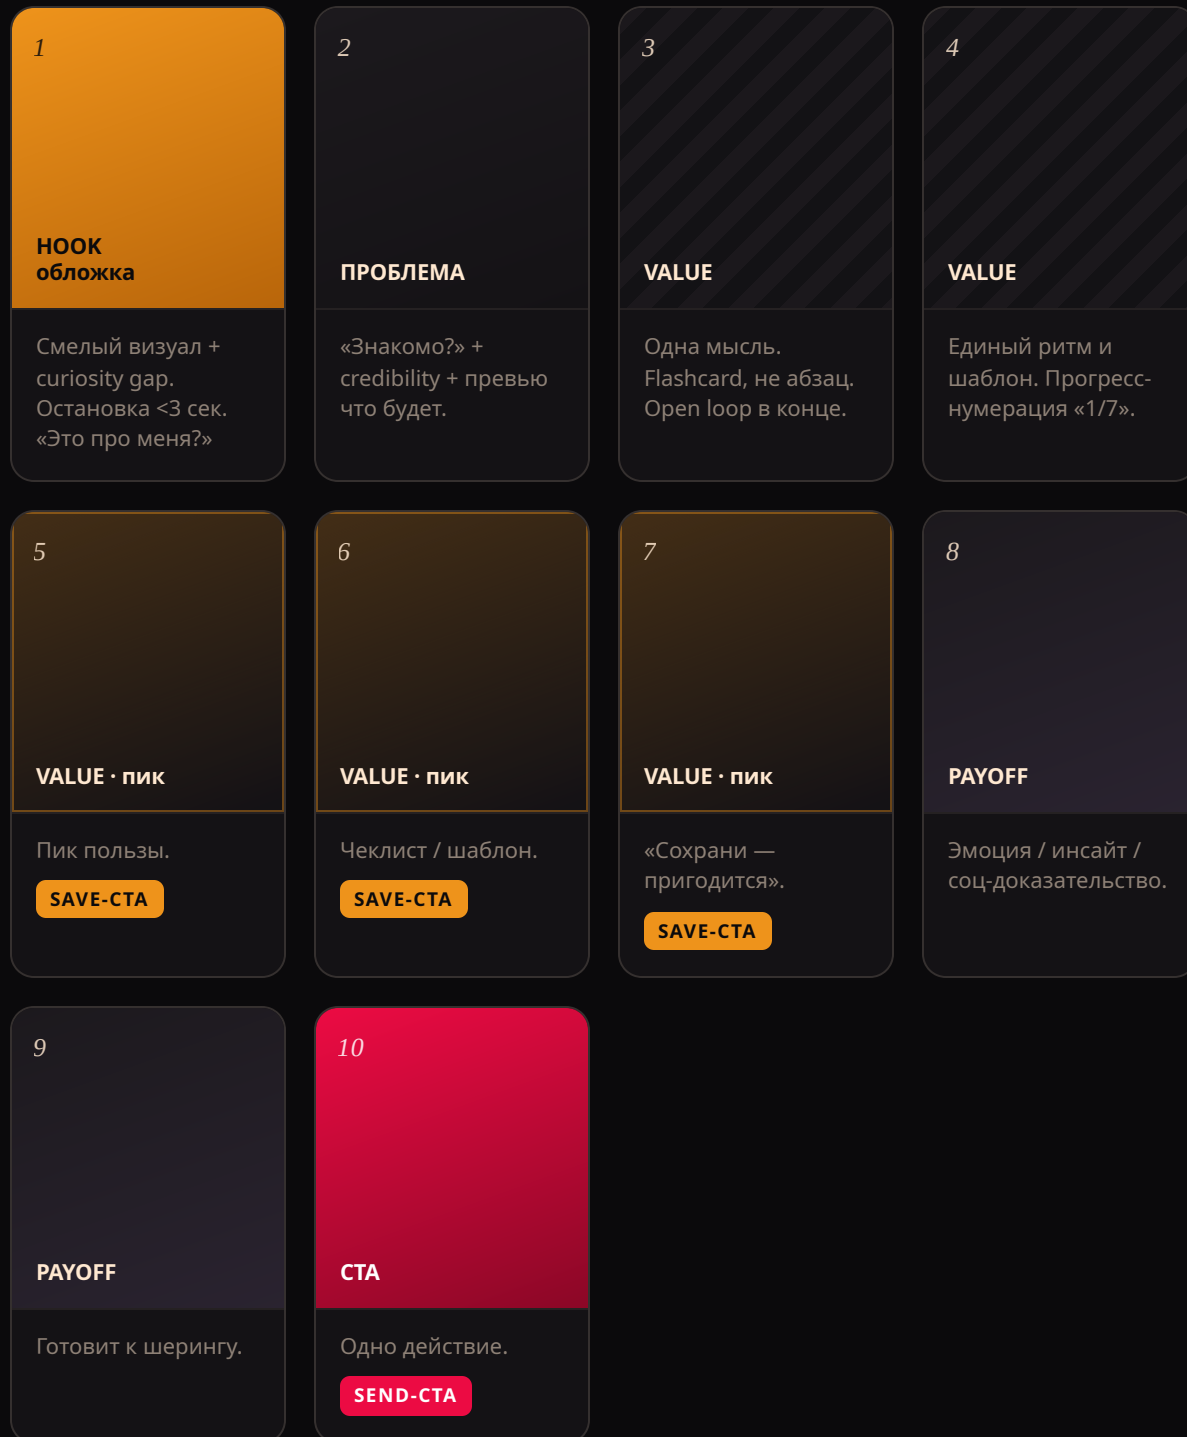 1
HOOK
обложка
Смелый визуал +
curiosity gap.
Остановка <3 сек.
«Это про меня?»
2
ПРОБЛЕМА
«Знакомо?» +
credibility + превью
что будет.
3
VALUE
Одна мысль.
Flashcard, не абзац.
Open loop в конце.
4
VALUE
Единый ритм и
шаблон. Прогресс-
нумерация «1/7».
5
VALUE · пик
Пик пользы.
SAVE-CTA
6
VALUE · пик
Чеклист / шаблон.
SAVE-CTA
7
VALUE · пик
«Сохрани —
пригодится».
SAVE-CTA
8
PAYOFF
Эмоция / инсайт /
соц-доказательство.
9
PAYOFF
Готовит к шерингу.
10
CTA
Одно действие.
SEND-CTA